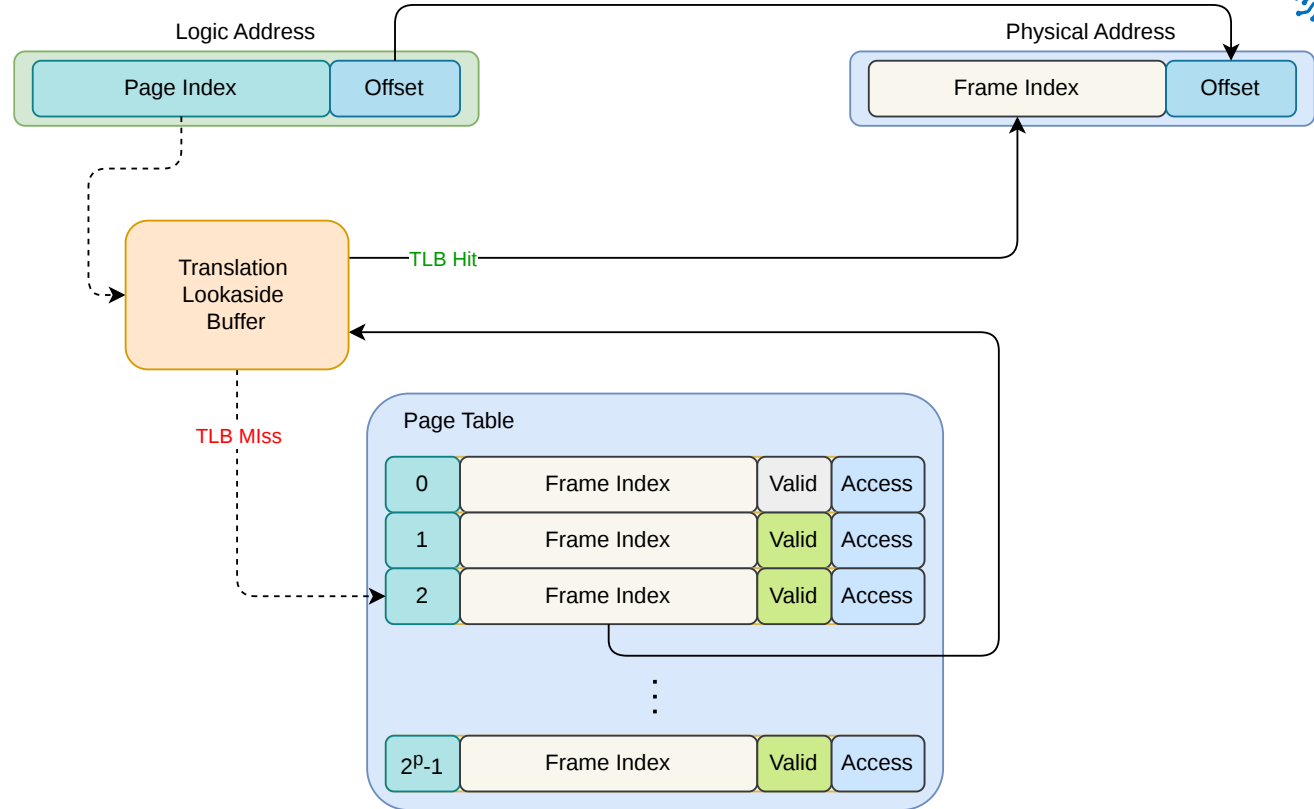 Logic Address
Physical Address
Page Index
Offset
Frame Index
Offset
Translation
Lookaside
Buffer
TLB Hit
TLB MIss
Page Table
0 Frame Index Valid Access
1 Frame Index Valid Access
2 Frame Index Valid Access
⋮
2ᵖ-1 Frame Index Valid Access